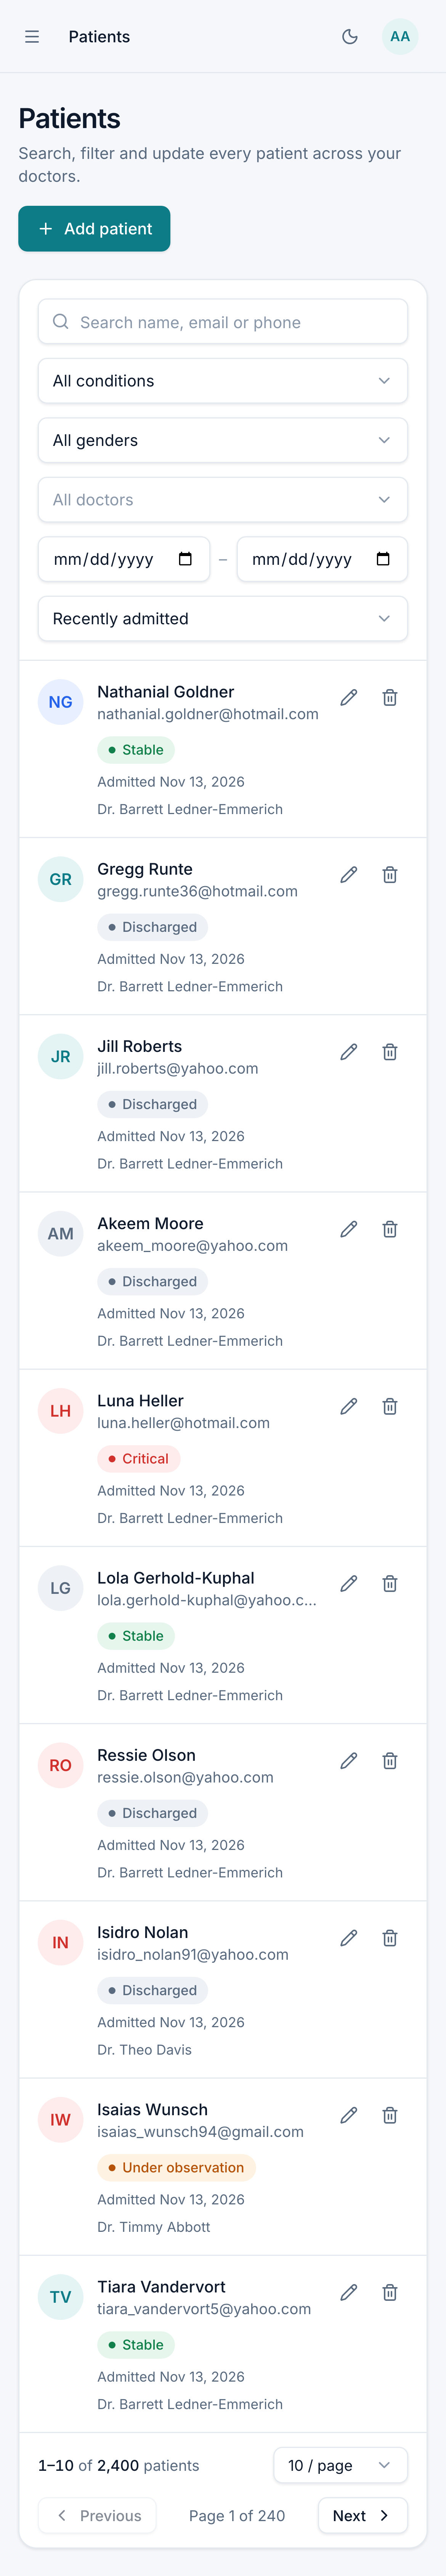 Patients
AA
Patients
Search, filter and update every patient across your
doctors.
Add patient
Search name, email or phone
All conditions
All genders
All doctors
mm/dd/yyyy – mm/dd/yyyy
Recently admitted
NG
Nathanial Goldner
nathanial.goldner@hotmail.com
Stable
Admitted Nov 13, 2026
Dr. Barrett Ledner-Emmerich
GR
Gregg Runte
gregg.runte36@hotmail.com
Discharged
Admitted Nov 13, 2026
Dr. Barrett Ledner-Emmerich
JR
Jill Roberts
jill.roberts@yahoo.com
Discharged
Admitted Nov 13, 2026
Dr. Barrett Ledner-Emmerich
AM
Akeem Moore
akeem_moore@yahoo.com
Discharged
Admitted Nov 13, 2026
Dr. Barrett Ledner-Emmerich
LH
Luna Heller
luna.heller@hotmail.com
Critical
Admitted Nov 13, 2026
Dr. Barrett Ledner-Emmerich
LG
Lola Gerhold-Kuphal
lola.gerhold-kuphal@yahoo.c...
Stable
Admitted Nov 13, 2026
Dr. Barrett Ledner-Emmerich
RO
Ressie Olson
ressie.olson@yahoo.com
Discharged
Admitted Nov 13, 2026
Dr. Barrett Ledner-Emmerich
IN
Isidro Nolan
isidro_nolan91@yahoo.com
Discharged
Admitted Nov 13, 2026
Dr. Theo Davis
IW
Isaias Wunsch
isaias_wunsch94@gmail.com
Under observation
Admitted Nov 13, 2026
Dr. Timmy Abbott
TV
Tiara Vandervort
tiara_vandervort5@yahoo.com
Stable
Admitted Nov 13, 2026
Dr. Barrett Ledner-Emmerich
1–10 of 2,400 patients
10 / page
Previous
Page 1 of 240
Next